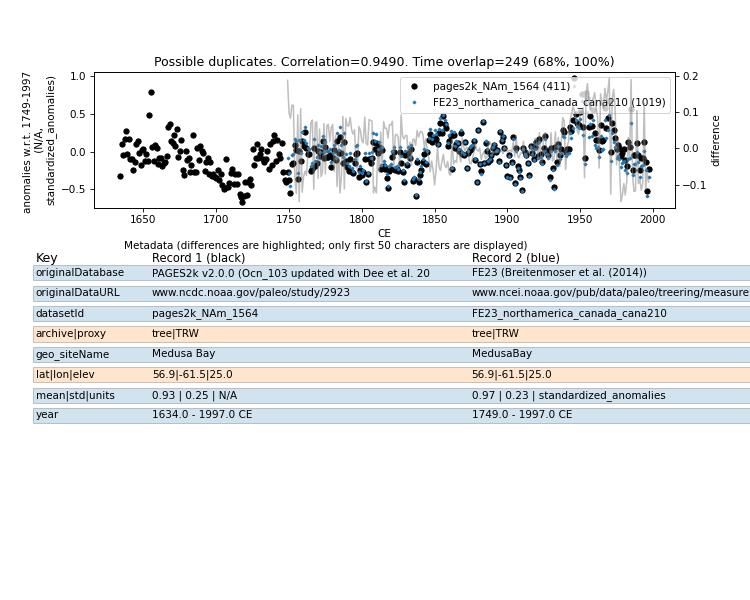 Possible duplicates. Correlation=0.9490. Time overlap=249 (68%, 100%)
anomalies w.r.t. 1749-1997
(N/A,
standardized_anomalies)
1.0
0.5
0.0
−0.5
pages2k_NAm_1564 (411)
FE23_northamerica_canada_cana210 (1019)
0.2
0.1
0.0
−0.1
difference
1650 1700 1750 1800 1850 1900 1950 2000
CE
Metadata (differences are highlighted; only first 50 characters are displayed)
Key Record 1 (black) Record 2 (blue)
originalDatabase PAGES2k v2.0.0 (Ocn_103 updated with Dee et al. 20 FE23 (Breitenmoser et al. (2014))
originalDataURL www.ncdc.noaa.gov/paleo/study/2923 www.ncei.noaa.gov/pub/data/paleo/treering/measure
datasetId pages2k_NAm_1564 FE23_northamerica_canada_cana210
archive|proxy tree|TRW tree|TRW
geo_siteName Medusa Bay MedusaBay
lat|lon|elev 56.9|-61.5|25.0 56.9|-61.5|25.0
mean|std|units 0.93 | 0.25 | N/A 0.97 | 0.23 | standardized_anomalies
year 1634.0 - 1997.0 CE 1749.0 - 1997.0 CE